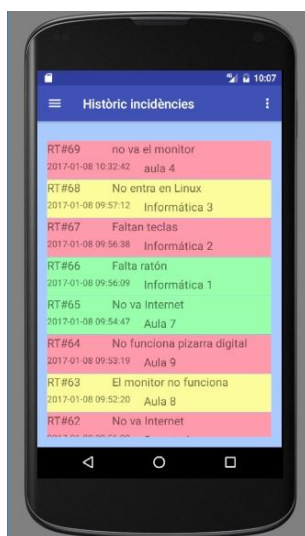 10:07
Històric incidències
RT#69 no va el monitor
2017-01-08 10:32:42 aula 4
RT#68 No entra en Linux
2017-01-08 09:57:12 Informática 3
RT#67 Faltan teclas
2017-01-08 09:56:38 Informática 2
RT#66 Falta ratón
2017-01-08 09:56:09 Informática 1
RT#65 No va Internet
2017-01-08 09:54:47 Aula 7
RT#64 No funciona pizarra digital
2017-01-08 09:53:19 Aula 9
RT#63 El monitor no funciona
2017-01-08 09:52:20 Aula 8
RT#62 No va Internet